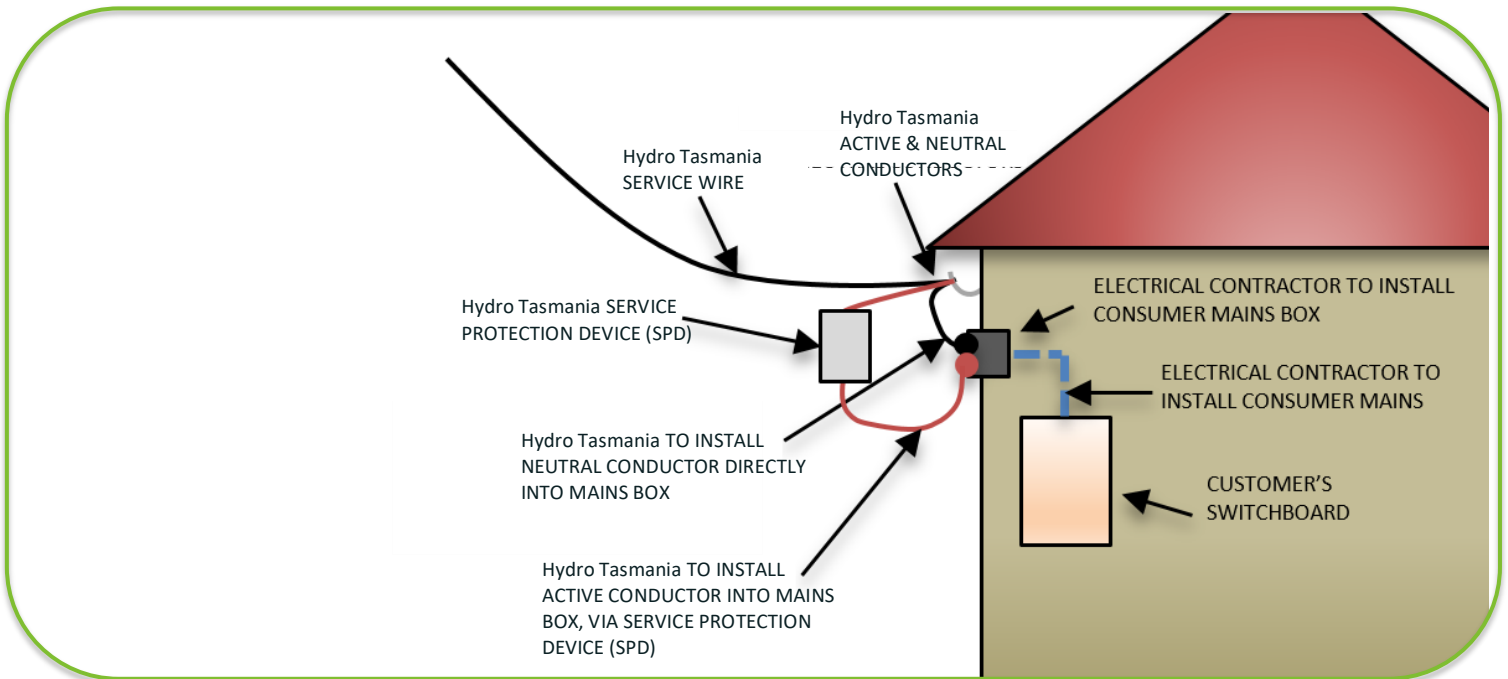 Hydro Tasmania
SERVICE WIRE
Hydro Tasmania
ACTIVE & NEUTRAL
CONDUCTORS
Hydro Tasmania SERVICE
PROTECTION DEVICE (SPD)
ELECTRICAL CONTRACTOR TO INSTALL
CONSUMER MAINS BOX
ELECTRICAL CONTRACTOR TO
INSTALL CONSUMER MAINS
Hydro Tasmania TO INSTALL
NEUTRAL CONDUCTOR DIRECTLY
INTO MAINS BOX
CUSTOMER’S
SWITCHBOARD
Hydro Tasmania TO INSTALL
ACTIVE CONDUCTOR INTO MAINS
BOX, VIA SERVICE PROTECTION
DEVICE (SPD)